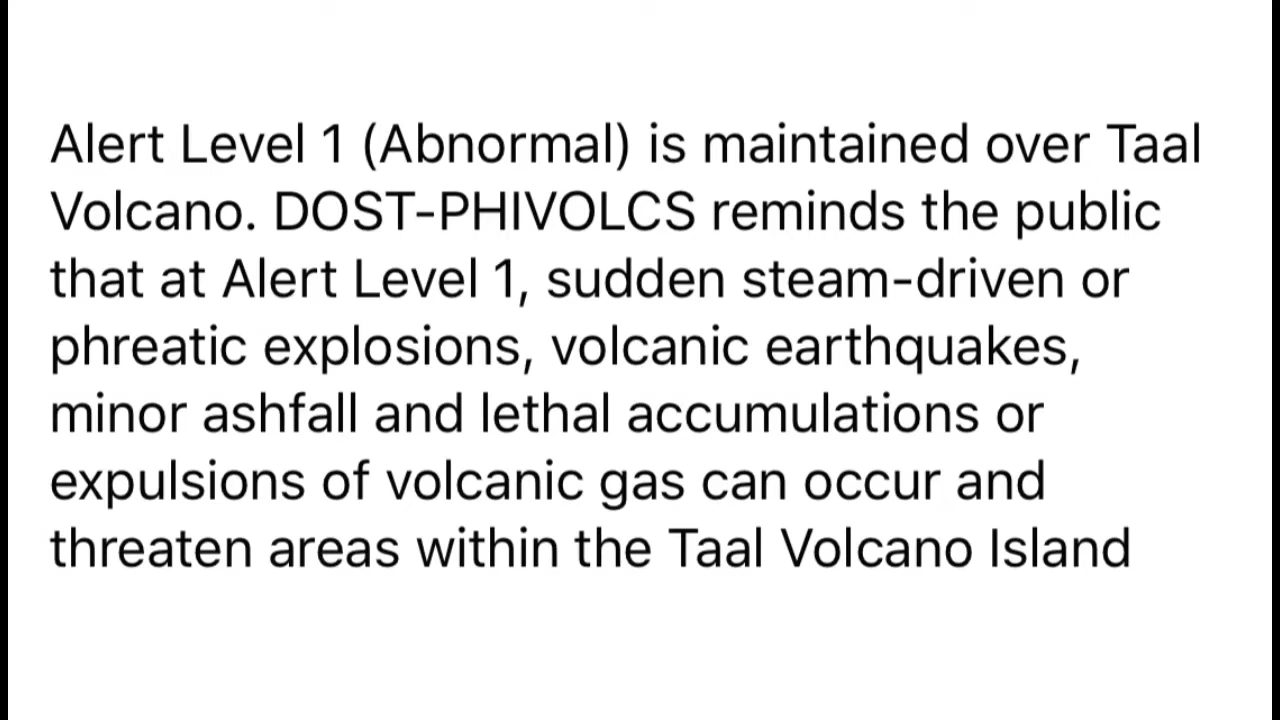 Alert Level 1 (Abnormal) is maintained over Taal
Volcano. DOST-PHIVOLCS reminds the public
that at Alert Level 1, sudden steam-driven or
phreatic explosions, volcanic earthquakes,
minor ashfall and lethal accumulations or
expulsions of volcanic gas can occur and
threaten areas within the Taal Volcano Island